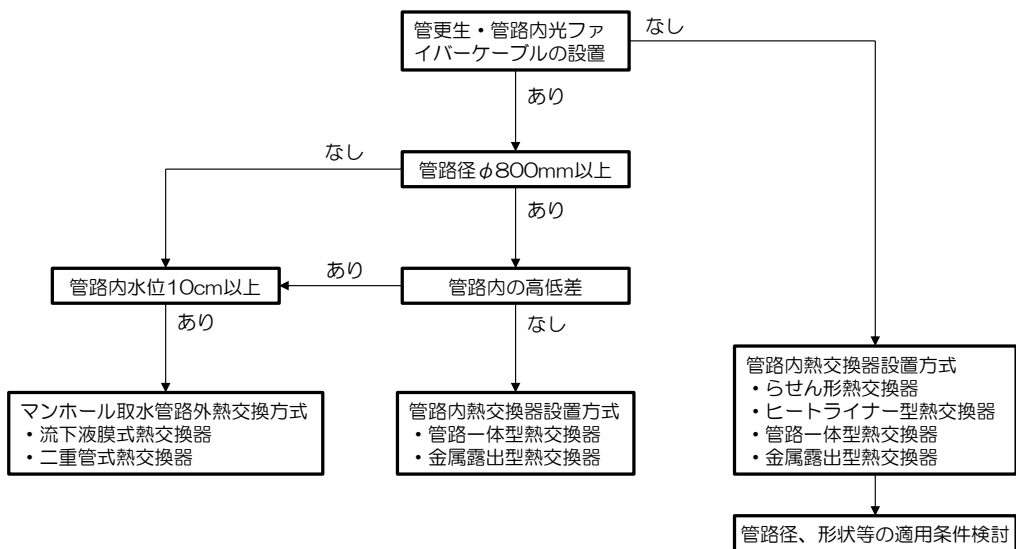 管更生・管路内光ファ
イバーケーブルの設置
なし
あり
なし
管路径φ800mm以上
あり
管路内水位10cm以上
あり
管路内の高低差
あり
なし
マンホール取水管路外熱交換方式
・流下液膜式熱交換器
・二重管式熱交換器
管路内熱交換器設置方式
・管路一体型熱交換器
・金属露出型熱交換器
管路内熱交換器設置方式
・らせん形熱交換器
・ヒートライナー型熱交換器
・管路一体型熱交換器
・金属露出型熱交換器
管路径、形状等の適用条件検討